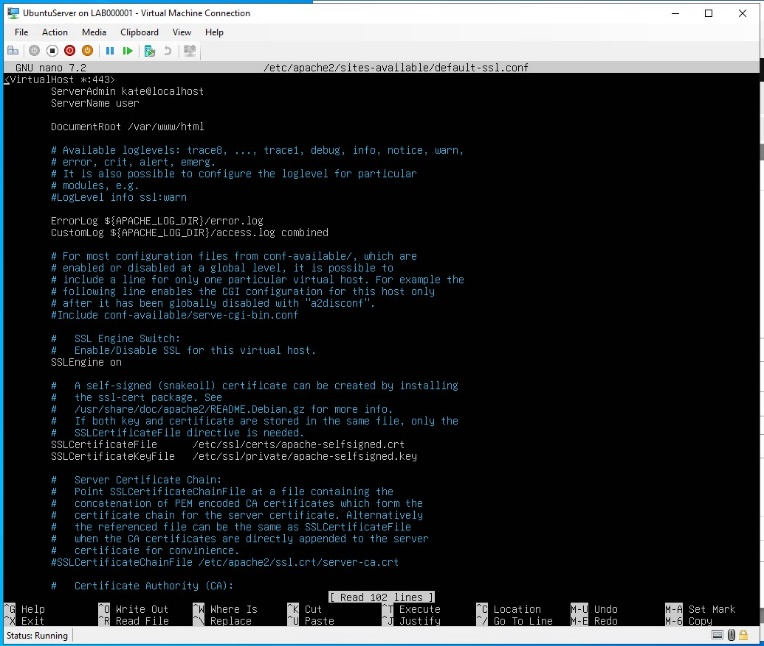 UbuntuServer on LAB000001 - Virtual Machine Connection
File Action Media Clipboard View Help
GNU nano 7.2 /etc/apache2/sites-available/default-ssl.conf
<VirtualHost *:443>
ServerAdmin kate@localhost
ServerName user
DocumentRoot /var/www/html
# Available loglevels: trace8, ..., trace1, debug, info, notice, warn,
# error, crit, alert, emerg.
# It is also possible to configure the loglevel for particular
# modules, e.g.
#LogLevel info ssl:warn
ErrorLog ${APACHE_LOG_DIR}/error.log
CustomLog ${APACHE_LOG_DIR}/access.log combined
# For most configuration files from conf-available/, which are
# enabled or disabled at a global level, it is possible to
# include a line for only one particular virtual host. For example the
# following line enables the CGI configuration for this host only
# after it has been globally disabled with "a2disconf".
#Include conf-available/serve-cgi-bin.conf
# SSL Engine Switch:
# Enable/Disable SSL for this virtual host.
SSLEngine on
# A self-signed (snakeoil) certificate can be created by installing
# the ssl-cert package. See
# /usr/share/doc/apache2/README.Debian.gz for more info.
# If both key and certificate are stored in the same file, only the
# SSLCertificateFile directive is needed.
SSLCertificateFile /etc/ssl/certs/apache-selfsigned.crt
SSLCertificateKeyFile /etc/ssl/private/apache-selfsigned.key
# Server Certificate Chain:
# Point SSLCertificateChainFile at a file containing the
# concatenation of PEM encoded CA certificates which form the
# certificate chain for the server certificate. Alternatively
# the referenced file can be the same as SSLCertificateFile
# when the CA certificates are directly appended to the server
# certificate for convinience.
#SSLCertificateChainFile /etc/apache2/ssl.crt/server-ca.crt
# Certificate Authority (CA):
[ Read 102 lines ]
^G Help ^O Write Out ^W Where Is ^K Cut ^T Execute ^C Location M-U Undo M-A Set Mark
^X Exit ^R Read File ^\ Replace ^U Paste ^J Justify ^/ Go To Line M-E Redo M-6 Copy
Status: Running